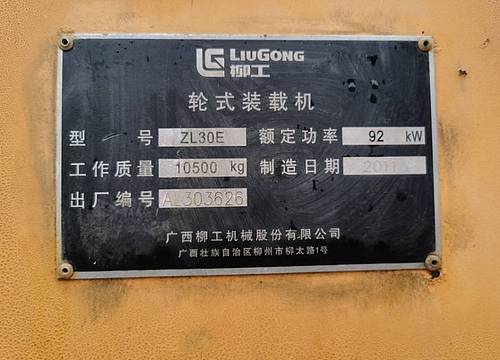 LIUGONG
柳工
轮式装载机
型 号 ZL30E 额定功率 92 kW
工作质量 10500 kg 制造日期
出厂编号 AL303626
广西柳工机械股份有限公司
广西壮族自治区柳州市柳太路1号